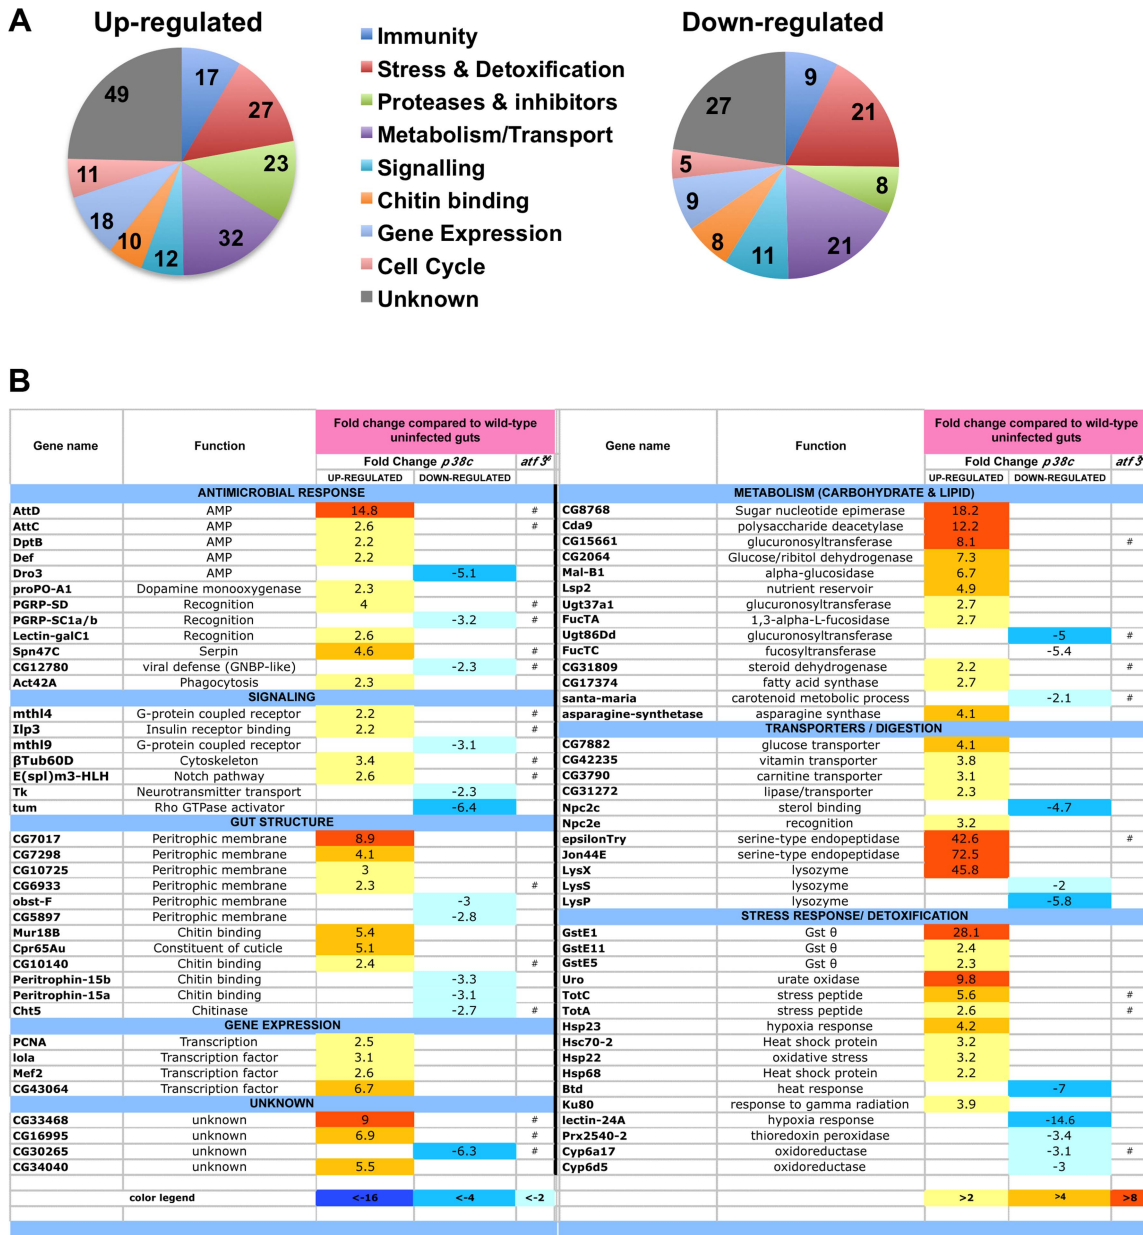 A
Up-regulated
17
27
23
32
12
10
18
11
49
Immunity
Stress & Detoxification
Proteases & inhibitors
Metabolism/Transport
Signalling
Chitin binding
Gene Expression
Cell Cycle
Unknown
Down-regulated
9
21
8
21
11
8
9
5
27
B
Gene name Function Fold change compared to wild-type uninfected guts
Fold Change p38c
UP-REGULATED DOWN-REGULATED
ANTIMICROBIAL RESPONSE
AttD AMP 14.8 #
AttC AMP 2.6 #
DptB AMP 2.2
Def AMP 2.2
Dro3 AMP -5.1
proPO-A1 Dopamine monooxygenase 2.3
PGRP-SD Recognition 4 #
PGRP-SC1a/b Recognition -3.2 #
Lectin-galC1 Recognition 2.6
Spn47C Serpin 4.6 #
CG12780 viral defense (GNBP-like) -2.3 #
Act42A Phagocytosis 2.3
SIGNALING
mthl4 G-protein coupled receptor 2.2 #
Ilp3 Insulin receptor binding 2.2 #
mthl9 G-protein coupled receptor -3.1
βTub60D Cytoskeleton 3.4 #
E(spl)m3-HLH Notch pathway 2.6 #
Tk Neurotransmitter transport -2.3
tum Rho GTPase activator -6.4
GUT STRUCTURE
CG7017 Peritrophic membrane 8.9
CG7298 Peritrophic membrane 4.1
CG10725 Peritrophic membrane 3
CG6933 Peritrophic membrane 2.3 #
obst-F Peritrophic membrane -3
CG5897 Peritrophic membrane -2.8
Mur18B Chitin binding 5.4
Cpr65Au Constituent of cuticle 5.1
CG10140 Chitin binding 2.4 #
Peritrophin-15b Chitin binding -3.3
Peritrophin-15a Chitin binding -3.1
Cht5 Chitinase -2.7 #
GENE EXPRESSION
PCNA Transcription 2.5
lola Transcription factor 3.1
Mef2 Transcription factor 2.6
CG43064 Transcription factor 6.7
UNKNOWN
CG33468 unknown 9 #
CG16995 unknown 6.9 #
CG30265 unknown -6.3 #
CG34040 unknown 5.5
color legend <-16 <-4 <-2
Gene name Function Fold change compared to wild-type uninfected guts
Fold Change p38c
UP-REGULATED DOWN-REGULATED
METABOLISM (CARBOHYDRATE & LIPID)
CG8768 Sugar nucleotide epimerase 18.2
Cda9 polysaccharide deacetylase 12.2
CG15661 glucuronosyltransferase 8.1 #
CG2064 Glucose/ribitol dehydrogenase 7.3
Mal-B1 alpha-glucosidase 6.7
Lsp2 nutrient reservoir 4.9
Ugt37a1 glucuronosyltransferase 2.7
FucTA 1,3-alpha-L-fucosidase 2.7
Ugt86Dd glucuronosyltransferase -5 #
FucTC fucosyltransferase -5.4
CG31809 steroid dehydrogenase 2.2 #
CG17374 fatty acid synthase 2.7
santa-maria carotenoid metobolic process -2.1 #
asparagine-synthetase asparagine synthase 4.1
TRANSPORTERS / DIGESTION
CG7882 glucose transporter 4.1
CG42235 vitamin transporter 3.8
CG3790 carnitine transporter 3.1
CG31272 lipase/transporter 2.3
Npc2c sterol binding -4.7
Npc2e recognition 3.2
epsilonTry serine-type endopeptidase 42.6 #
Jon44E serine-type endopeptidase 72.5
LysX lysozyme 45.8
LysS lysozyme -2
LysP lysozyme -5.8
STRESS RESPONSE/ DETOXIFICATION
GstE1 Gst θ 28.1
GstE11 Gst θ 2.4
GstE5 Gst θ 2.3
Uro urate oxidase 9.8
TotC stress peptide 5.6 #
TotA stress peptide 2.6 #
Hsp23 hypoxia response 4.2
Hsc70-2 Heat shock protein 3.2
Hsp22 oxidative stress 3.2
Hsp68 Heat shock protein 2.2
Btd heat response -7
Ku80 response to gamma radiation 3.9
lectin-24A hypoxia response -14.6
Prx2540-2 thioredoxin peroxidase -3.4
Cyp6a17 oxidoreductase -3.1 #
Cyp6d5 oxidoreductase -3
>2 >4 >8